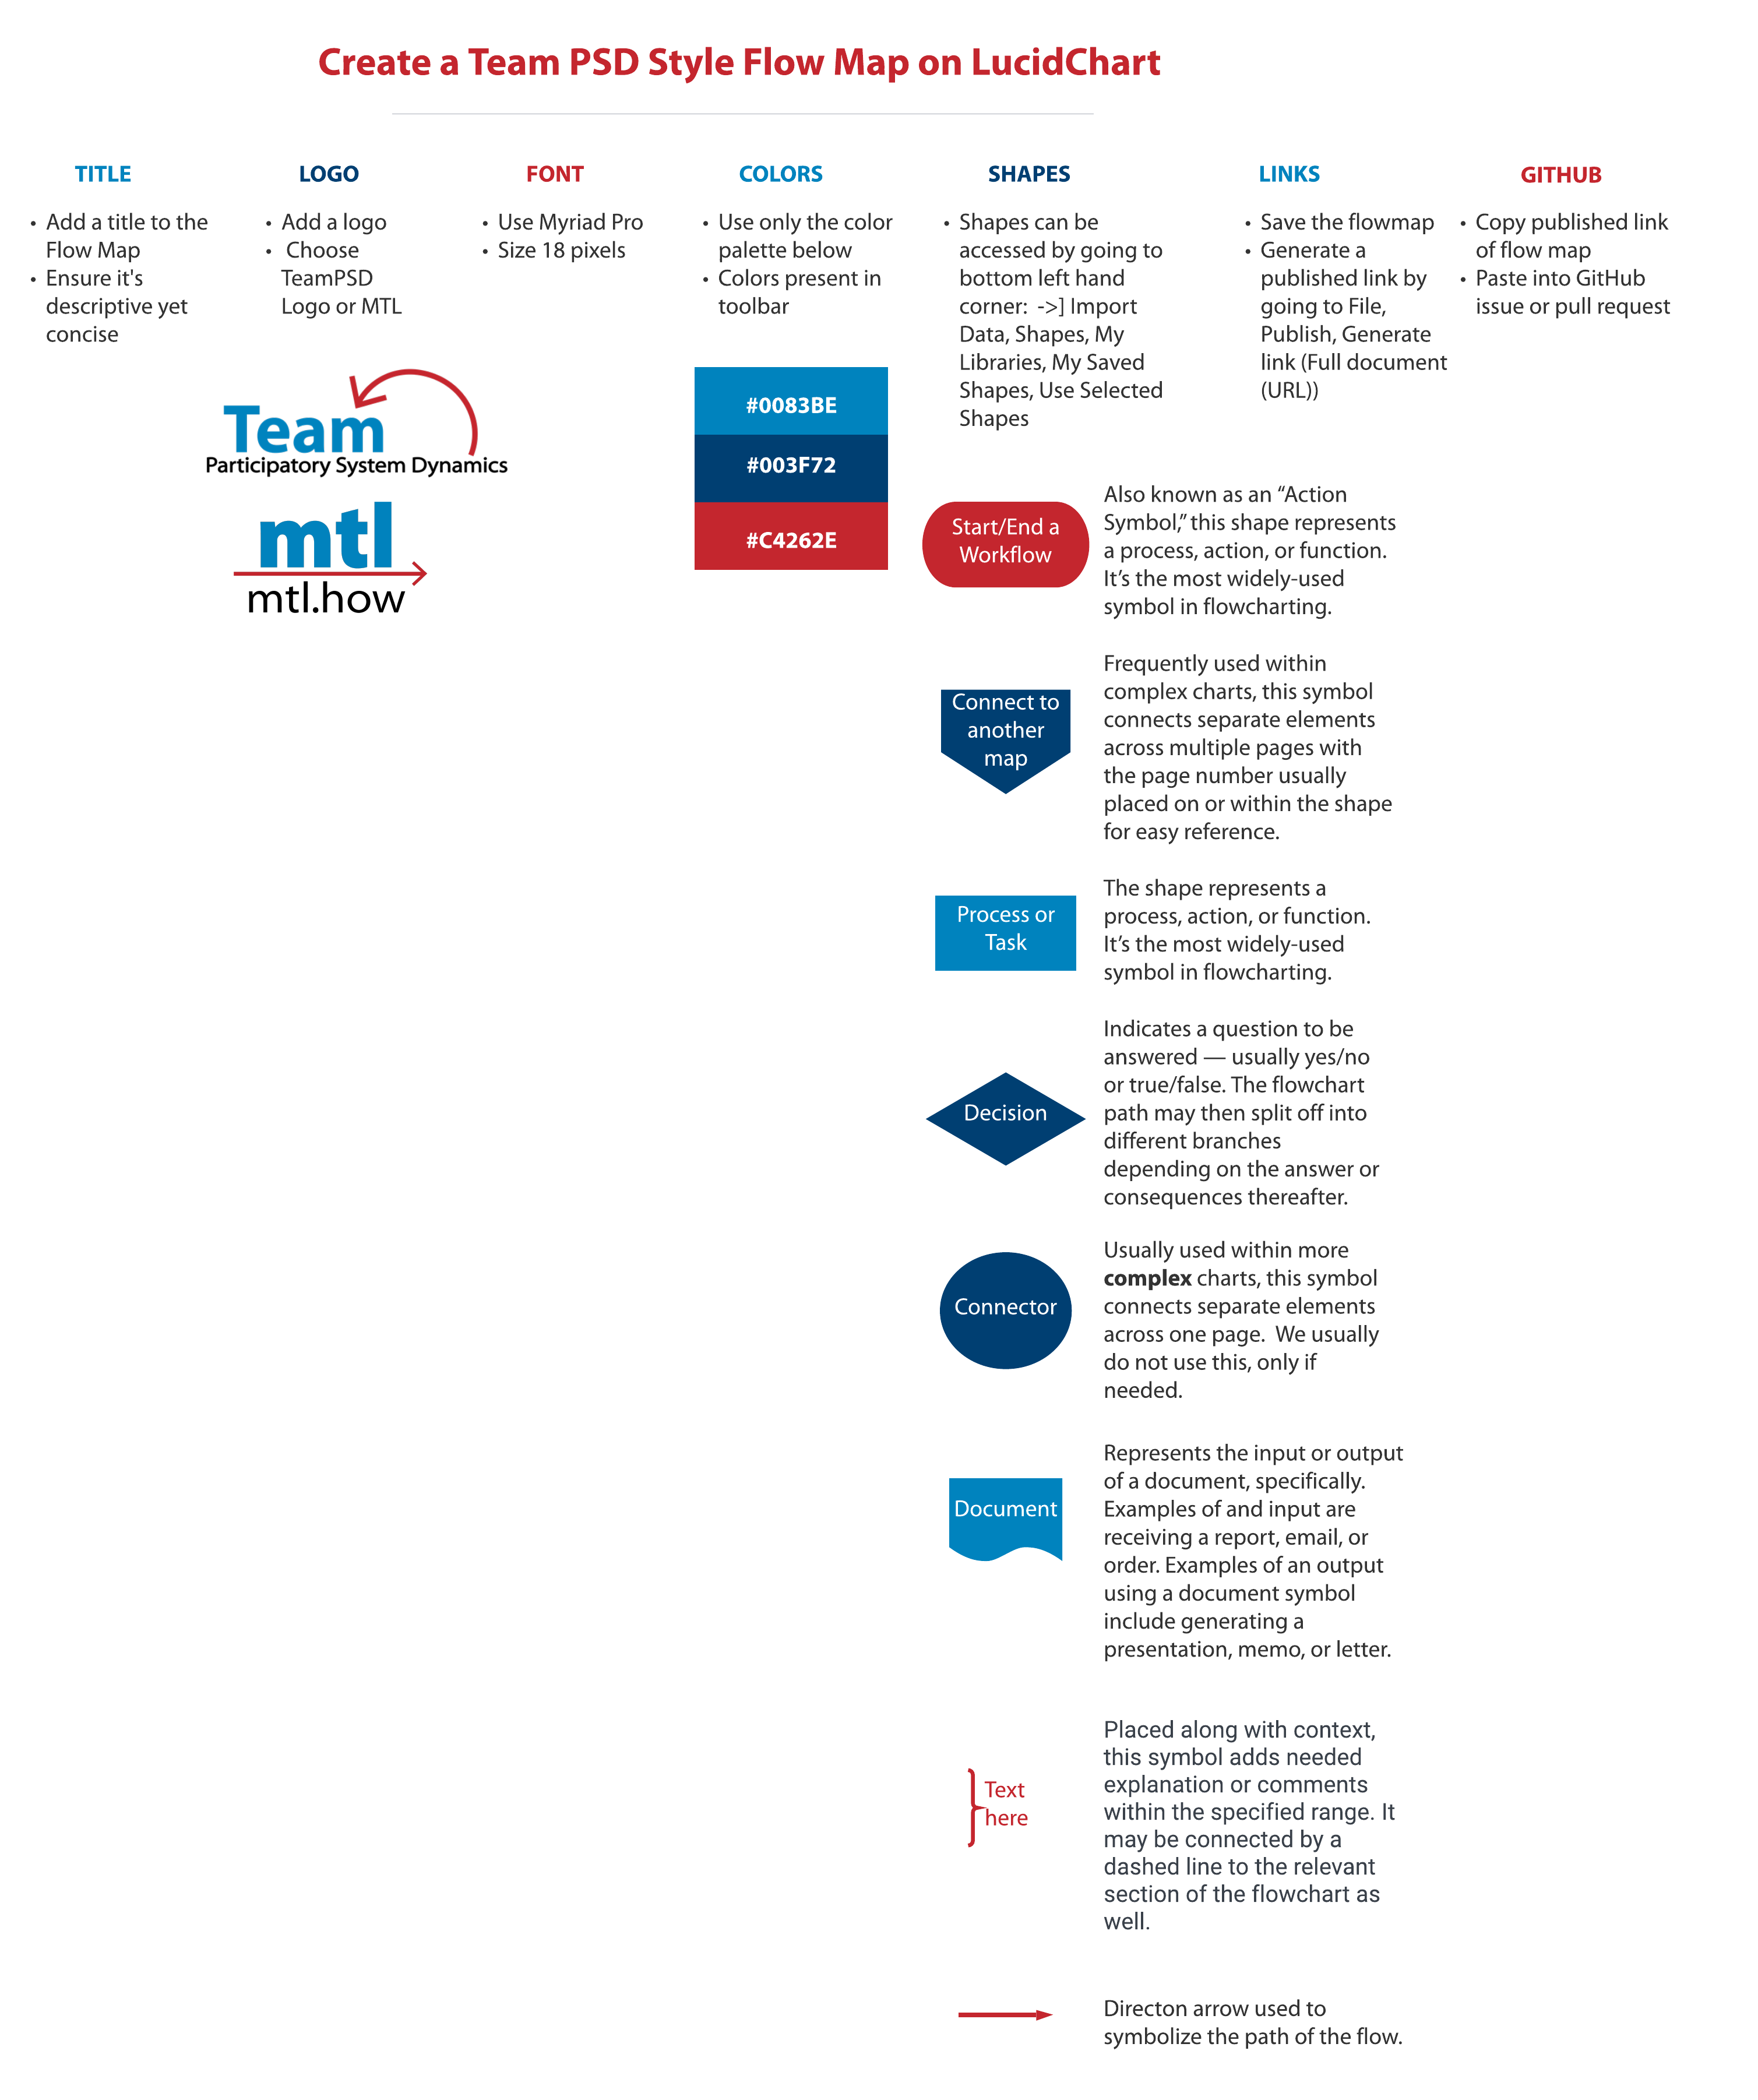 Create a Team PSD Style Flow Map on LucidChart
TITLE
• Add a title to the
Flow Map
• Ensure it's
descriptive yet
concise
LOGO
• Add a logo
• Choose
TeamPSD
Logo or MTL
Team
Participatory System Dynamics
mtl
mtl.how
FONT
• Use Myriad Pro
• Size 18 pixels
COLORS
• Use only the color
palette below
• Colors present in
toolbar
#0083BE
#003F72
#C4262E
SHAPES
• Shapes can be
accessed by going to
bottom left hand
corner:  ->] Import
Data, Shapes, My
Libraries, My Saved
Shapes, Use Selected
Shapes
Start/End a
Workflow
Also known as an “Action
Symbol,” this shape represents
a process, action, or function.
It’s the most widely-used
symbol in flowcharting.
Connect to
another
map
Frequently used within
complex charts, this symbol
connects separate elements
across multiple pages with
the page number usually
placed on or within the shape
for easy reference.
Process or
Task
The shape represents a
process, action, or function.
It’s the most widely-used
symbol in flowcharting.
Decision
Indicates a question to be
answered — usually yes/no
or true/false. The flowchart
path may then split off into
different branches
depending on the answer or
consequences thereafter.
Connector
Usually used within more
complex charts, this symbol
connects separate elements
across one page.  We usually
do not use this, only if
needed.
Document
Represents the input or output
of a document, specifically.
Examples of and input are
receiving a report, email, or
order. Examples of an output
using a document symbol
include generating a
presentation, memo, or letter.
Text
here
Placed along with context,
this symbol adds needed
explanation or comments
within the specified range. It
may be connected by a
dashed line to the relevant
section of the flowchart as
well.
Directon arrow used to
symbolize the path of the flow.
LINKS
• Save the flowmap
• Generate a
published link by
going to File,
Publish, Generate
link (Full document
(URL))
GITHUB
• Copy published link
of flow map
• Paste into GitHub
issue or pull request